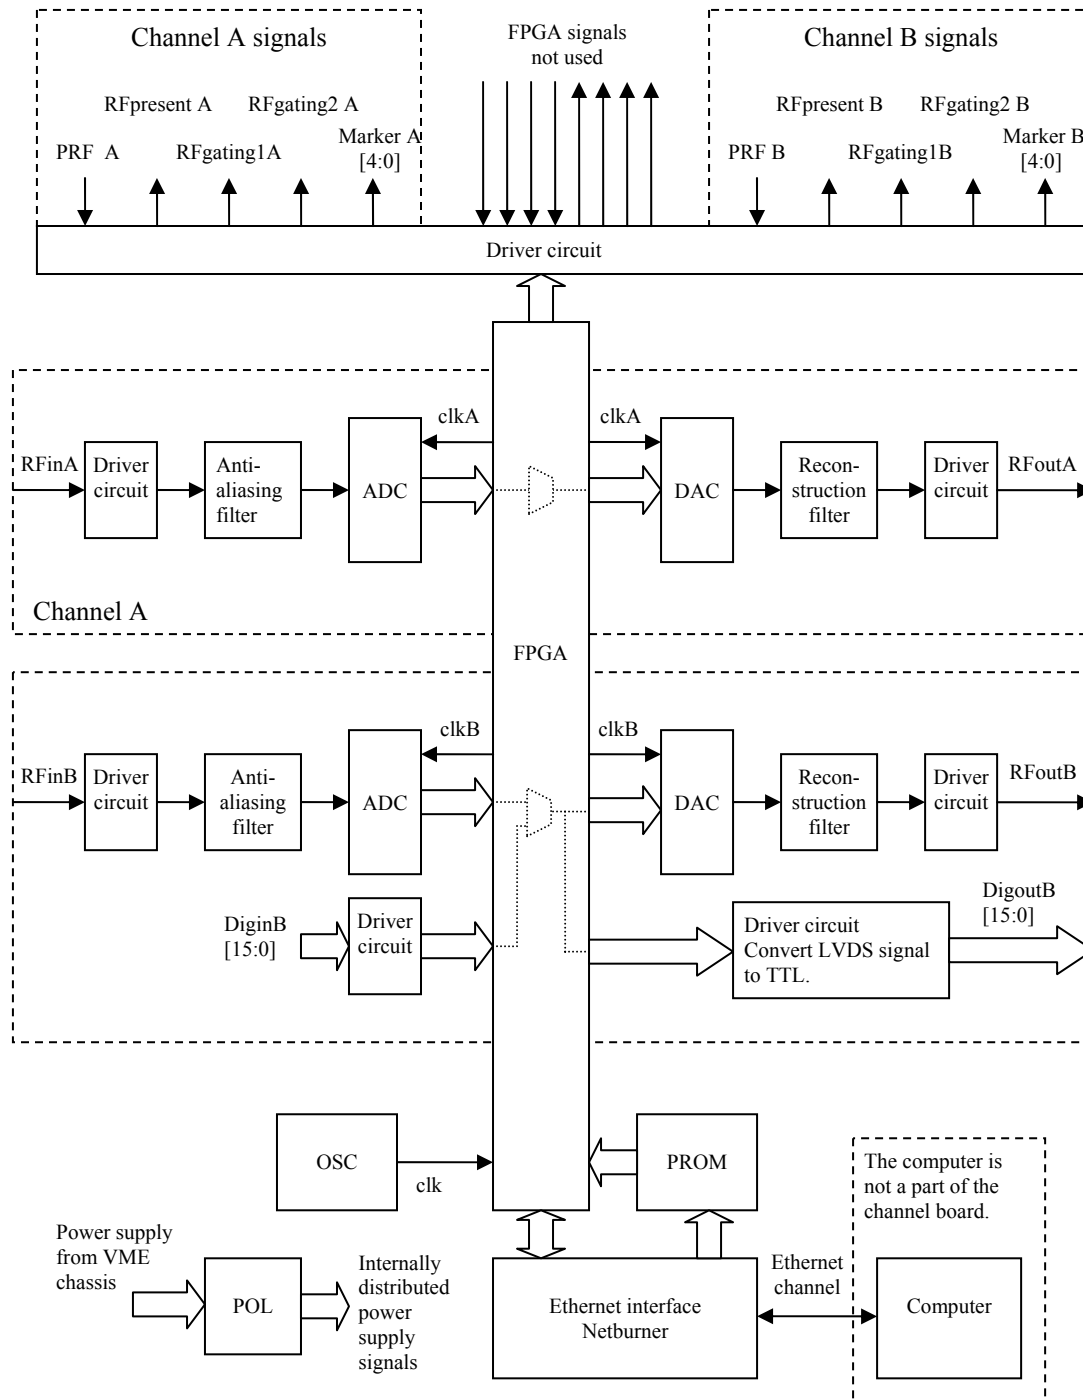 Channel A signals
FPGA signals
not used
Channel B signals
RFpresent A
RFgating2 A
RFpresent B
RFgating2 B
PRF A
RFgating1A
Marker A
[4:0]
PRF B
RFgating1B
Marker B
[4:0]
Driver circuit
clkA
clkA
RFinA
Driver
circuit
Anti-
aliasing
filter
ADC
DAC
Recon-
struction
filter
Driver
circuit
RFoutA
Channel A
FPGA
clkB
clkB
RFinB
Driver
circuit
Anti-
aliasing
filter
ADC
DAC
Recon-
struction
filter
Driver
circuit
RFoutB
DiginB
[15:0]
Driver
circuit
Driver circuit
Convert LVDS signal
to TTL.
DigoutB
[15:0]
OSC
clk
PROM
The computer is
not a part of the
channel board.
Power supply
from VME
chassis
POL
Internally
distributed
power
supply
signals
Ethernet interface
Netburner
Ethernet
channel
Computer